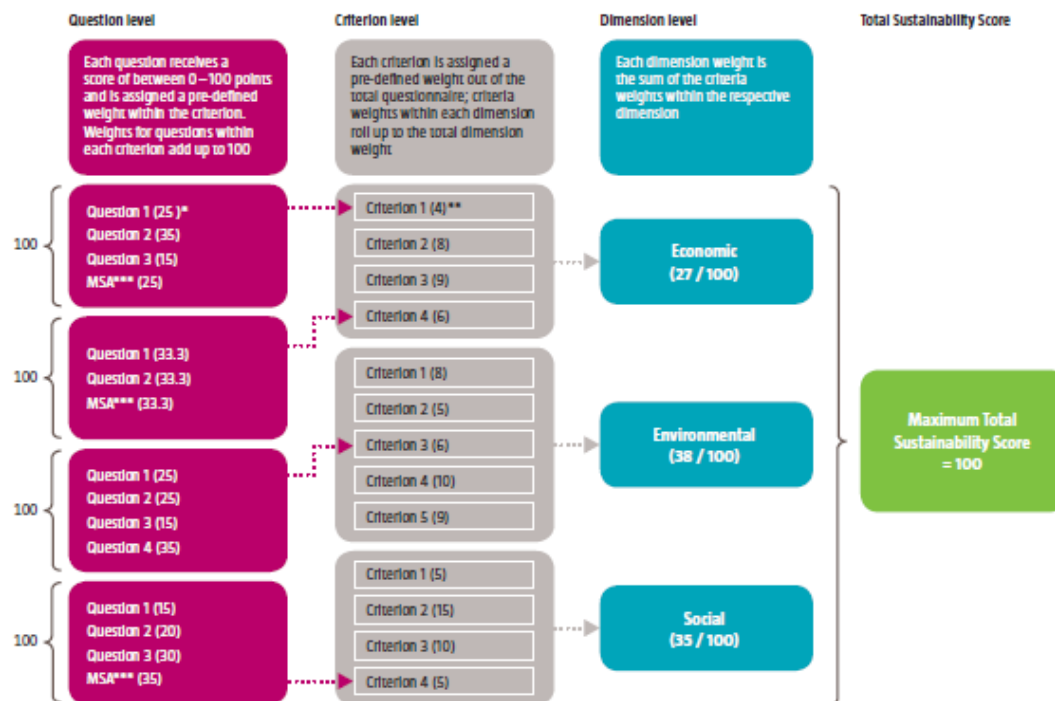 Question level
Criterion level
Dimension level
Total Sustainability Score
Each question receives a
score of between 0–100 points
and is assigned a pre-defined
weight within the criterion.
Weights for questions within
each criterion add up to 100
Each criterion is assigned a
pre-defined weight out of the
total questionnaire; criteria
weights within each dimension
roll up to the total dimension
weight
Each dimension weight is
the sum of the criteria
weights within the respective
dimension
100
Question 1 (25 )*
Question 2 (35)
Question 3 (15)
MSA*** (25)
100
Question 1 (33.3)
Question 2 (33.3)
MSA*** (33.3)
100
Question 1 (25)
Question 2 (25)
Question 3 (15)
Question 4 (35)
100
Question 1 (15)
Question 2 (20)
Question 3 (30)
MSA*** (35)
Criterion 1 (4)**
Criterion 2 (8)
Criterion 3 (9)
Criterion 4 (6)
Criterion 1 (8)
Criterion 2 (5)
Criterion 3 (6)
Criterion 4 (10)
Criterion 5 (9)
Criterion 1 (5)
Criterion 2 (15)
Criterion 3 (10)
Criterion 4 (5)
Economic
(27 / 100)
Environmental
(38 / 100)
Social
(35 / 100)
Maximum Total
Sustainability Score
= 100